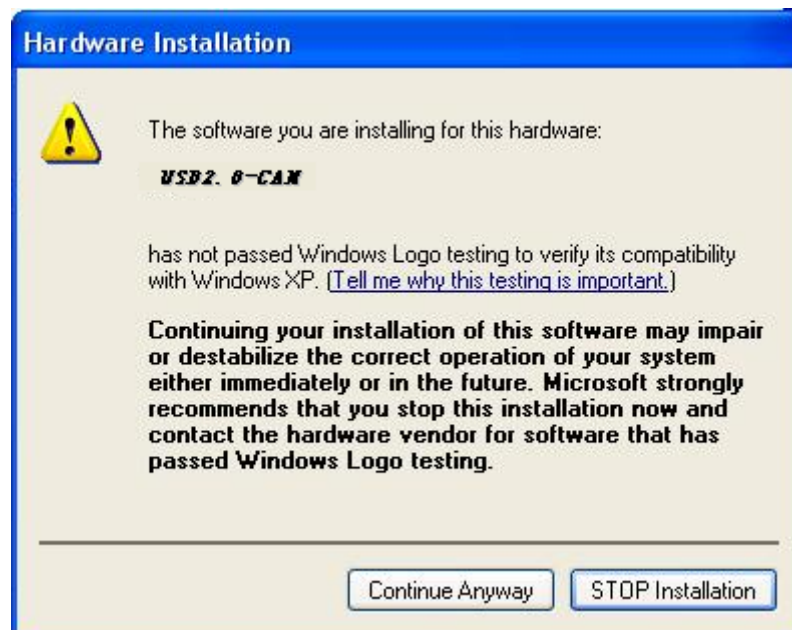 Hardware Installation
The software you are installing for this hardware:
USB2. 0-CAM
has not passed Windows Logo testing to verify its compatibility
with Windows XP. (Tell me why this testing is important.)
Continuing your installation of this software may impair
or destabilize the correct operation of your system
either immediately or in the future. Microsoft strongly
recommends that you stop this installation now and
contact the hardware vendor for software that has
passed Windows Logo testing.
Continue Anyway
STOP Installation